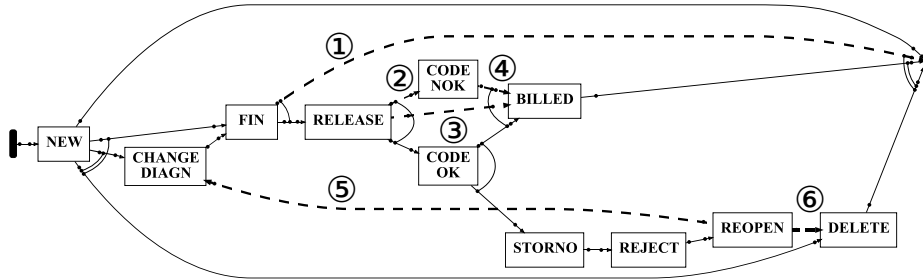 ①
② CODE NOK ④
BILLED
FIN RELEASE
③
NEW
CHANGE DIAGN
CODE OK
⑤
⑥
REOPEN DELETE
STORNO REJECT